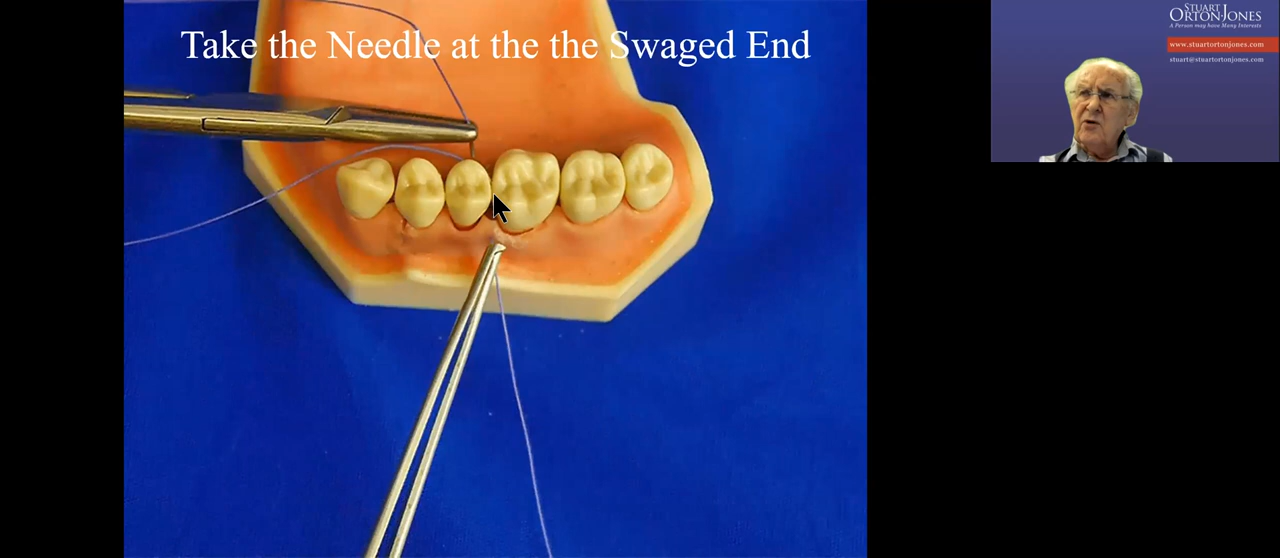 Take the Needle at the the Swaged End
STUART
ORTON-JONES
A Person may have Many Interests
www.stuartortonjones.com
stuart@stuartortonjones.com